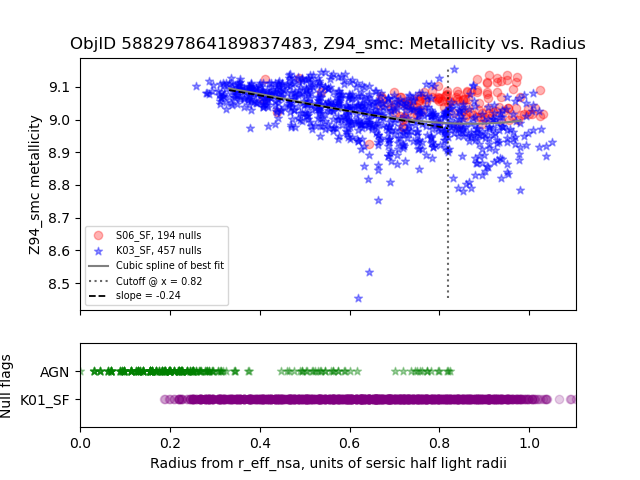 ObjID 588297864189837483, Z94_smc: Metallicity vs. Radius
Z94_smc metallicity
9.1
9.0
8.9
8.8
8.7
8.6
8.5
S06_SF, 194 nulls
K03_SF, 457 nulls
Cubic spline of best fit
Cutoff @ x = 0.82
slope = -0.24
Null flags
AGN
K01_SF
0.0 0.2 0.4 0.6 0.8 1.0
Radius from r_eff_nsa, units of sersic half light radii